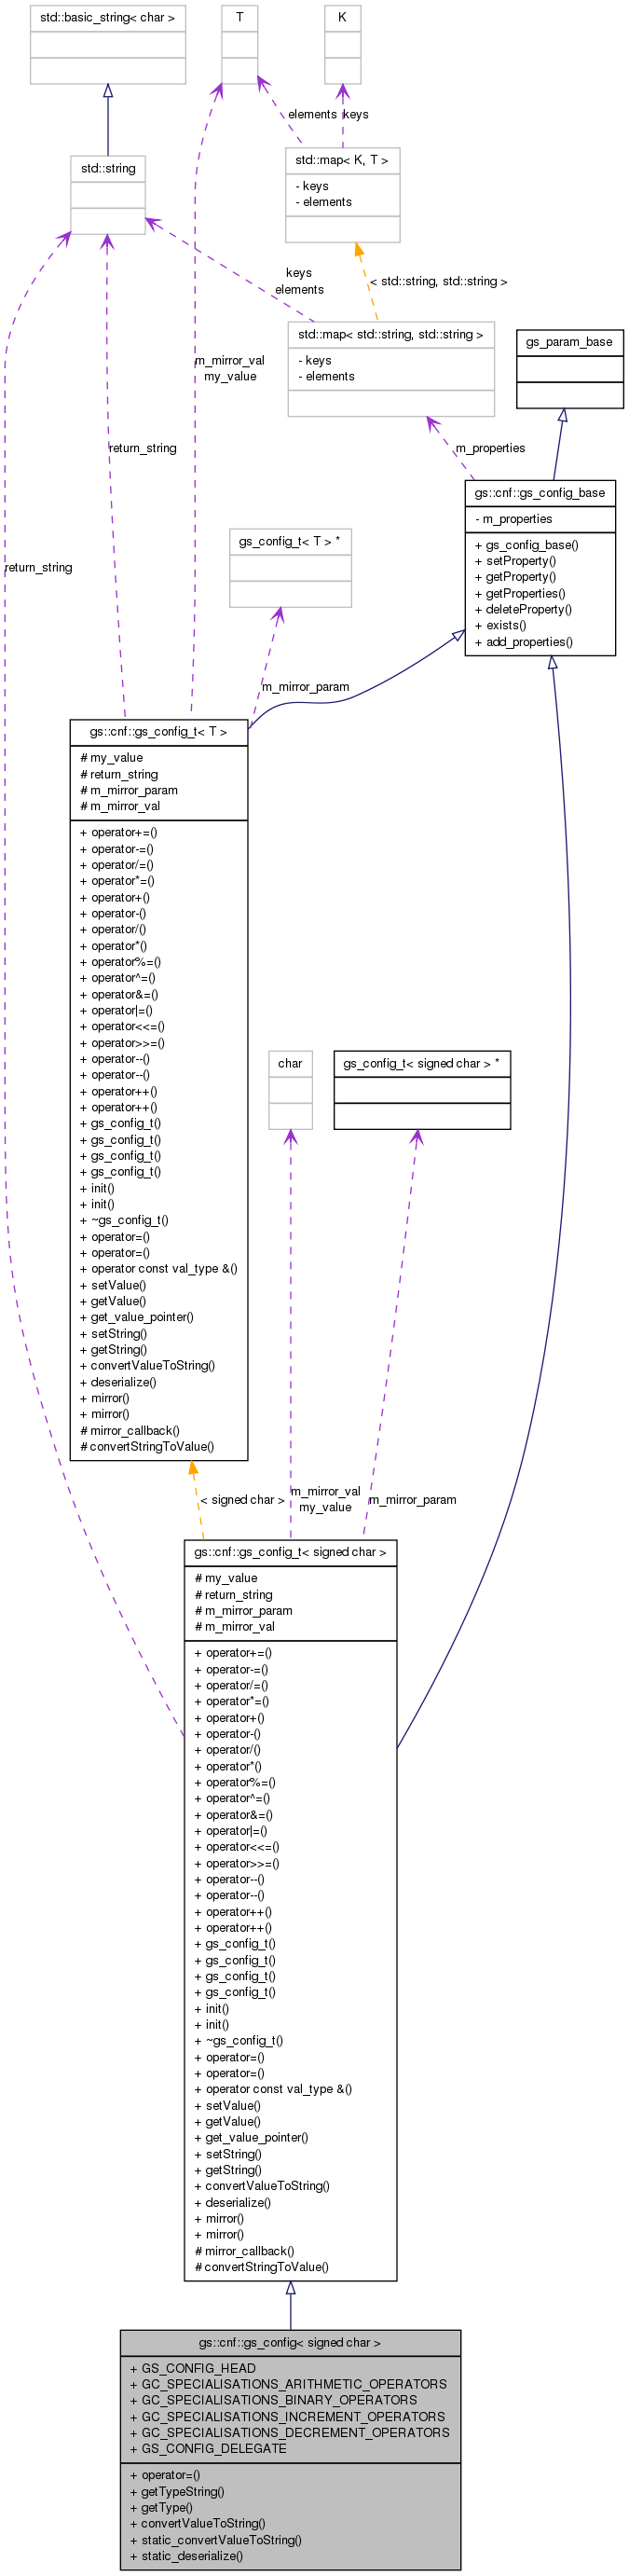 std::basic_string< char >
T
K
elements
keys
std::string
std::map< K, T >
- keys
- elements
keys
elements
< std::string, std::string >
std::map< std::string, std::string >
- keys
- elements
gs_param_base
m_mirror_val
my_value
return_string
m_properties
gs::cnf::gs_config_base
- m_properties
+ gs_config_base()
+ setProperty()
+ getProperty()
+ getProperties()
+ deleteProperty()
+ exists()
+ add_properties()
gs_config_t< T > *
return_string
m_mirror_param
gs::cnf::gs_config_t< T >
# my_value
# return_string
# m_mirror_param
# m_mirror_val
+ operator+=()
+ operator-=()
+ operator/=()
+ operator*=()
+ operator+()
+ operator-()
+ operator/()
+ operator*()
+ operator%=()
+ operator^=()
+ operator&=()
+ operator|=()
+ operator<<=()
+ operator>>=()
+ operator--()
+ operator--()
+ operator++()
+ operator++()
+ gs_config_t()
+ gs_config_t()
+ gs_config_t()
+ gs_config_t()
+ init()
+ init()
+ ~gs_config_t()
+ operator=()
+ operator=()
+ operator const val_type &()
+ setValue()
+ getValue()
+ get_value_pointer()
+ setString()
+ getString()
+ convertValueToString()
+ deserialize()
+ mirror()
+ mirror()
# mirror_callback()
# convertStringToValue()
char
gs_config_t< signed char > *
< signed char >
m_mirror_val
my_value
m_mirror_param
gs::cnf::gs_config_t< signed char >
# my_value
# return_string
# m_mirror_param
# m_mirror_val
+ operator+=()
+ operator-=()
+ operator/=()
+ operator*=()
+ operator+()
+ operator-()
+ operator/()
+ operator*()
+ operator%=()
+ operator^=()
+ operator&=()
+ operator|=()
+ operator<<=()
+ operator>>=()
+ operator--()
+ operator--()
+ operator++()
+ operator++()
+ gs_config_t()
+ gs_config_t()
+ gs_config_t()
+ gs_config_t()
+ init()
+ init()
+ ~gs_config_t()
+ operator=()
+ operator=()
+ operator const val_type &()
+ setValue()
+ getValue()
+ get_value_pointer()
+ setString()
+ getString()
+ convertValueToString()
+ deserialize()
+ mirror()
+ mirror()
# mirror_callback()
# convertStringToValue()
gs::cnf::gs_config< signed char >
+ GS_CONFIG_HEAD
+ GC_SPECIALISATIONS_ARITHMETIC_OPERATORS
+ GC_SPECIALISATIONS_BINARY_OPERATORS
+ GC_SPECIALISATIONS_INCREMENT_OPERATORS
+ GC_SPECIALISATIONS_DECREMENT_OPERATORS
+ GS_CONFIG_DELEGATE
+ operator=()
+ getTypeString()
+ getType()
+ convertValueToString()
+ static_convertValueToString()
+ static_deserialize()